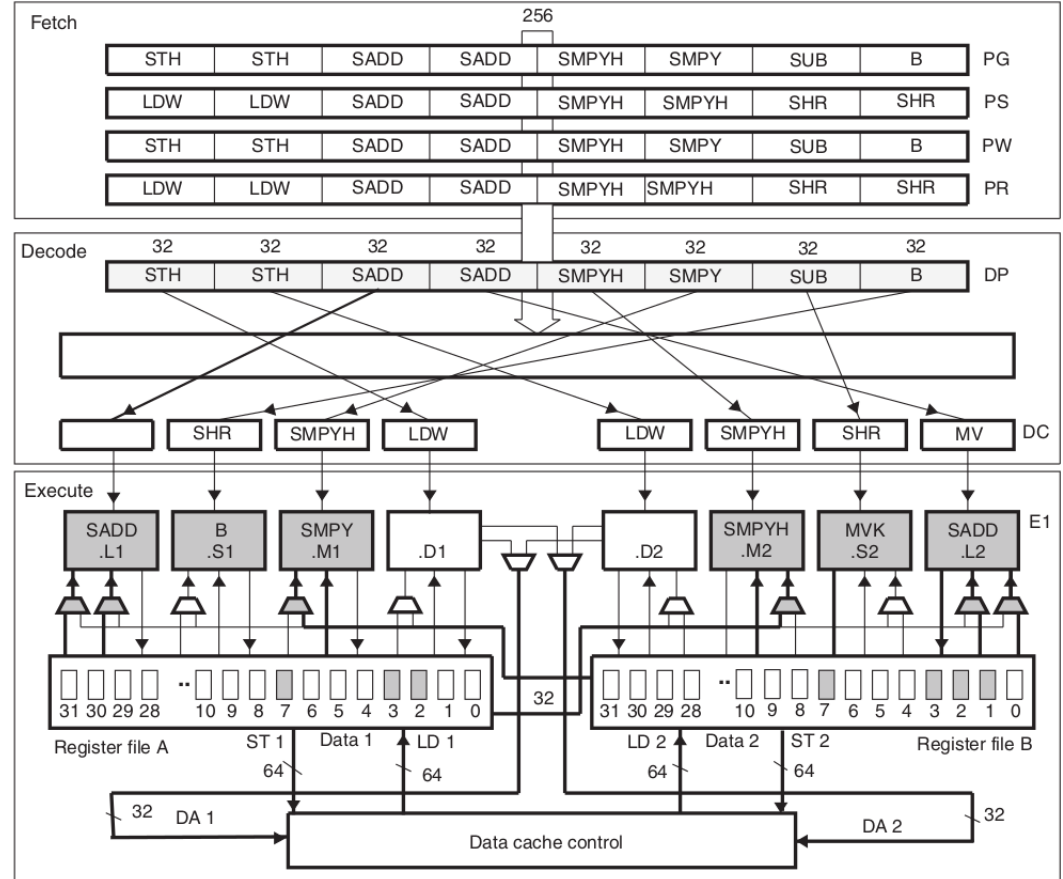 Fetch
256
STH STH SADD SADD SMPYH SMPY SUB B PG
LDW LDW SADD SADD SMPYH SMPYH SHR SHR PS
STH STH SADD SADD SMPYH SMPY SUB B PW
LDW LDW SADD SADD SMPYH SMPYH SHR SHR PR
Decode
32 32 32 32 32 32 32 32
STH STH SADD SADD SMPYH SMPY SUB B DP
SHR SMPYH LDW LDW SMPYH SHR MV DC
Execute
E1
SADD B SMPY SMPYH MVK SADD
.L1 .S1 .M1 .D1 .D2 .M2 .S2 .L2
31 30 29 28 .. 10 9 8 7 6 5 4 3 2 1 0
32
31 30 29 28 .. 10 9 8 7 6 5 4 3 2 1 0
Register file A ST 1 Data 1 LD 1 LD 2 Data 2 ST 2 Register file B
64 64 64 64
32 DA 1 DA 2 32
Data cache control